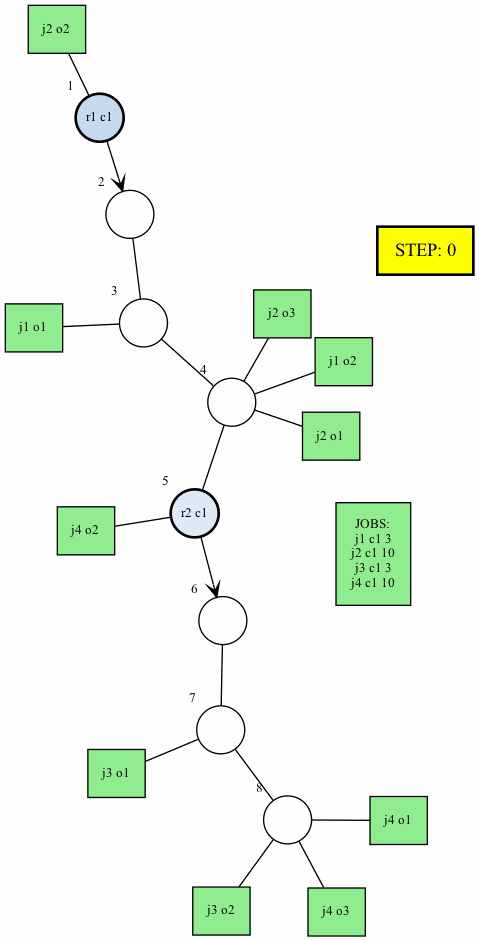 j2 o2
1
r1 c1
2
STEP: 0
3
j2 o3
j1 o1
j1 o2
4
j2 o1
5
r2 c1
j4 o2
JOBS:
j1 c1 3
j2 c1 10
j3 c1 3
j4 c1 10
6
7
j3 o1
8
j4 o1
j3 o2
j4 o3